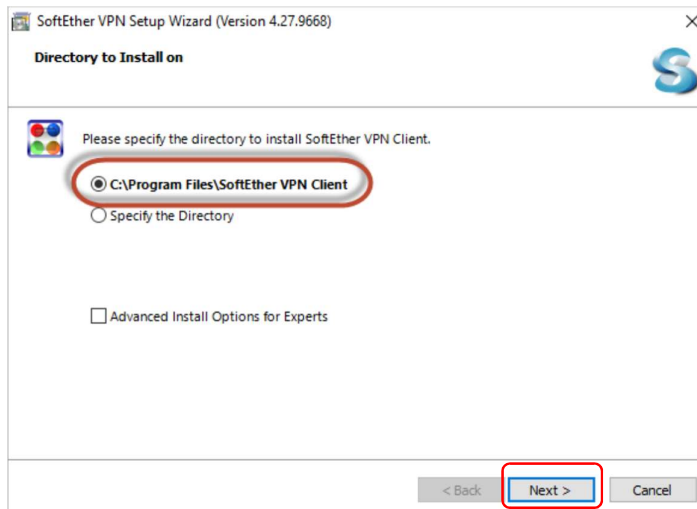 SoftEther VPN Setup Wizard (Version 4.27.9668)
Directory to Install on
Please specify the directory to install SoftEther VPN Client.
C:\Program Files\SoftEther VPN Client
Specify the Directory
Advanced Install Options for Experts
< Back Next > Cancel